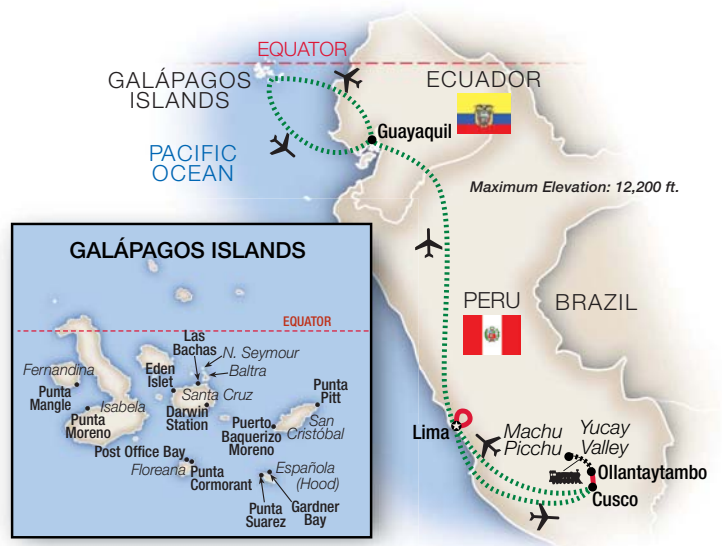 EQUATOR
GALÁPAGOS
ISLANDS
ECUADOR
Guayaquil
PACIFIC
OCEAN
Maximum Elevation: 12,200 ft.
PERU
BRAZIL
Lima
Machu
Picchu
Yucay
Valley
Ollantaytambo
Cusco
GALÁPAGOS ISLANDS
EQUATOR
Las
Bachas
N. Seymour
Baltra
Fernandina
Eden
Islet
Santa Cruz
Punta
Mangle
Isabela
Punta
Moreno
Darwin
Station
Punta
Pitt
San
Cristóbal
Puerto
Baquerizo
Moreno
Post Office Bay
Floreana
Punta
Cormorant
Española
(Hood)
Punta
Suarez
Gardner
Bay